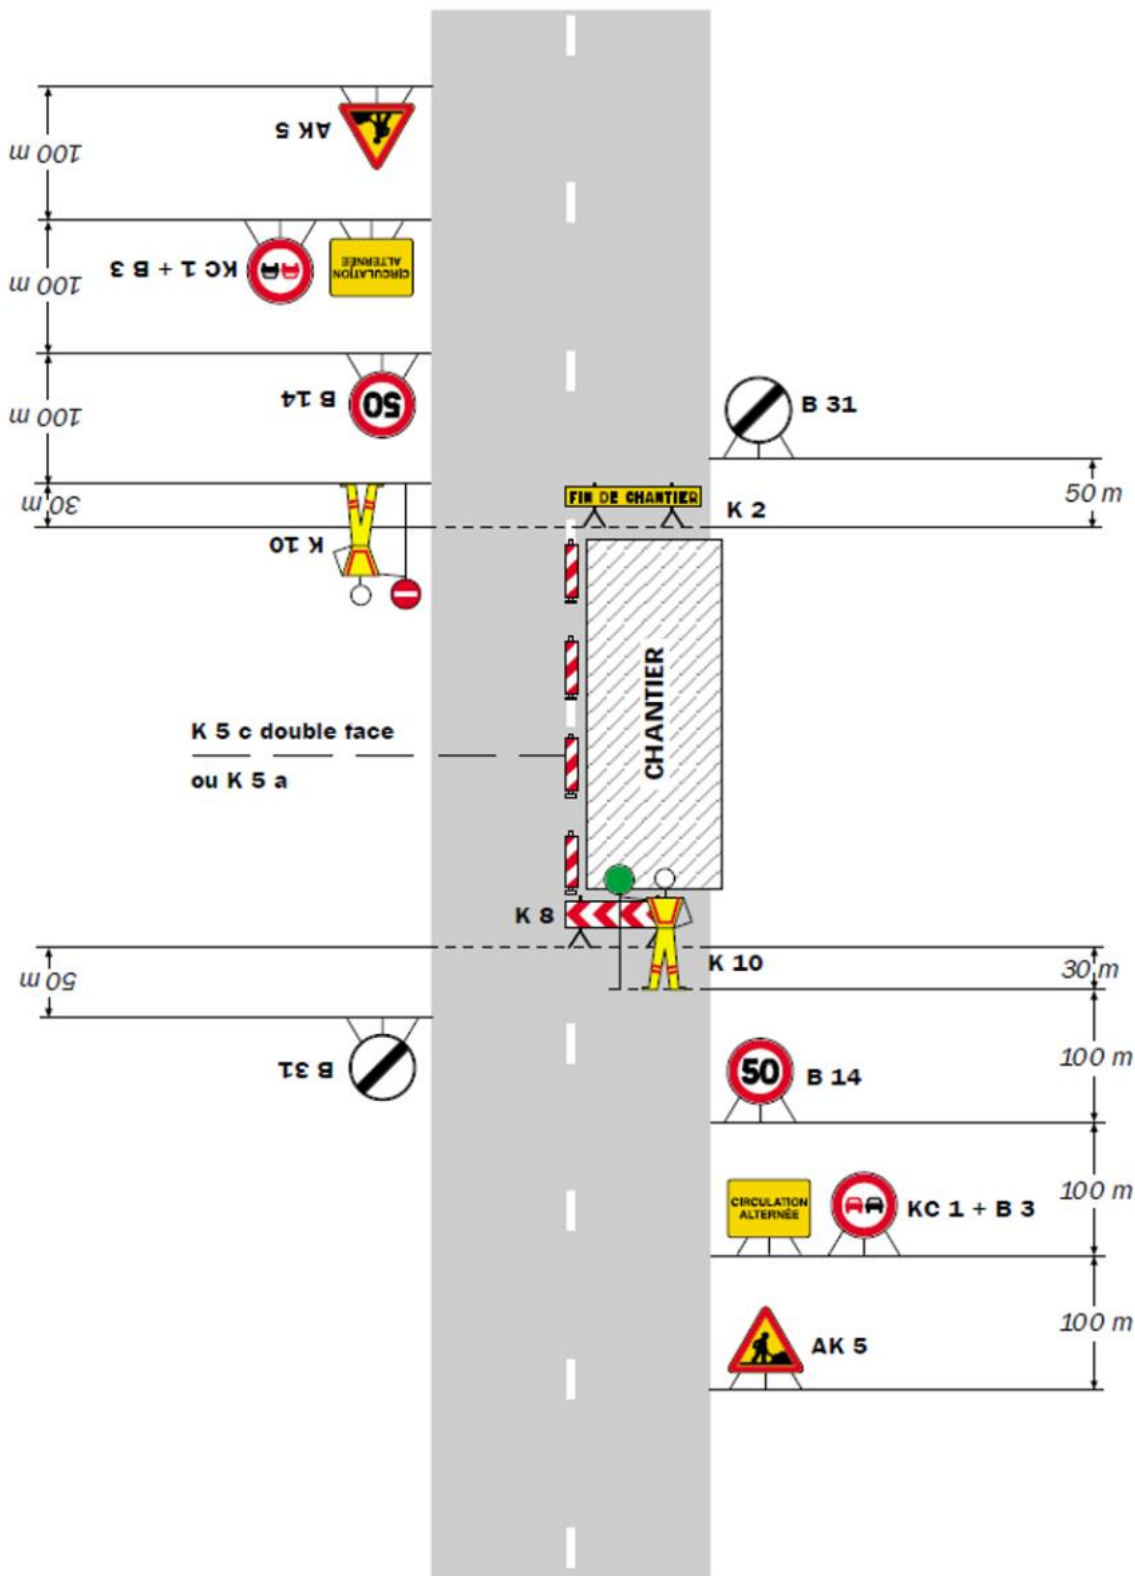 AK 5
100 m
KC 1 + B 3
CIRCULATION
ALTERNÉE
100 m
B 14
50
100 m
B 31
50 m
30 m
K 10
FIN DE CHANTIER
K 2
CHANTIER
K 5 c double face
ou K 5 a
K 8
K 10
30 m
50 m
B 31
50
B 14
100 m
CIRCULATION
ALTERNÉE
KC 1 + B 3
100 m
AK 5
100 m